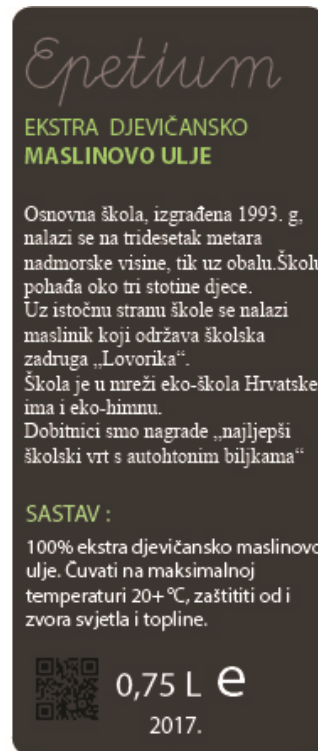 Epetium
EKSTRA DJEVIČANSKO
MASLINOVO ULJE
Osnovna škola, izgrađena 1993. g,
nalazi se na tridesetak metara
nadmorske visine, tik uz obalu.Školu
pohađa oko tri stotine djece.
Uz istočnu stranu škole se nalazi
maslinik koji održava školska
zadruga „Lovorika“.
Škola je u mreži eko-škola Hrvatske
ima i eko-himnu.
Dobitnici smo nagrade „najljepši
školski vrt s autohtonim biljkama“
SASTAV :
100% ekstra djevičansko maslinovo
ulje. Čuvati na maksimalnoj
temperaturi 20+ °C, zaštititi od i
zvora svjetla i topline.
0,75 L e
2017.